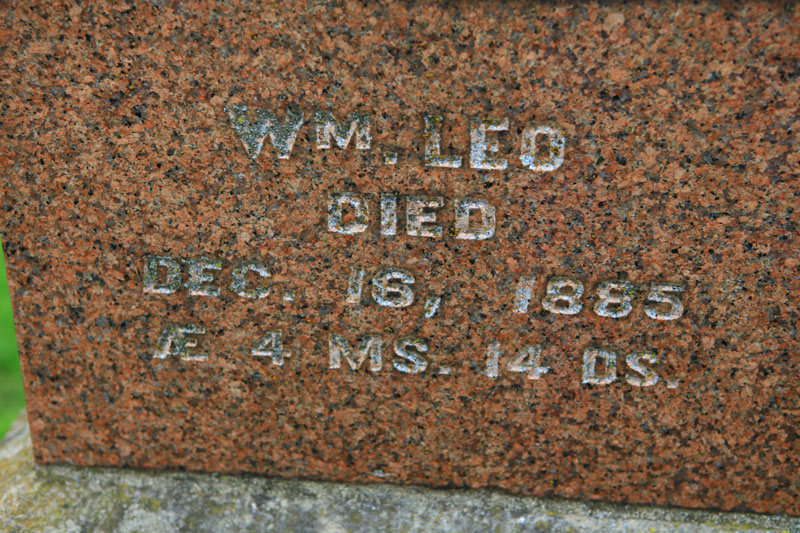 WM. LEO
DIED
DEC. 16, 1885
Æ 4 MS. 14 DS.